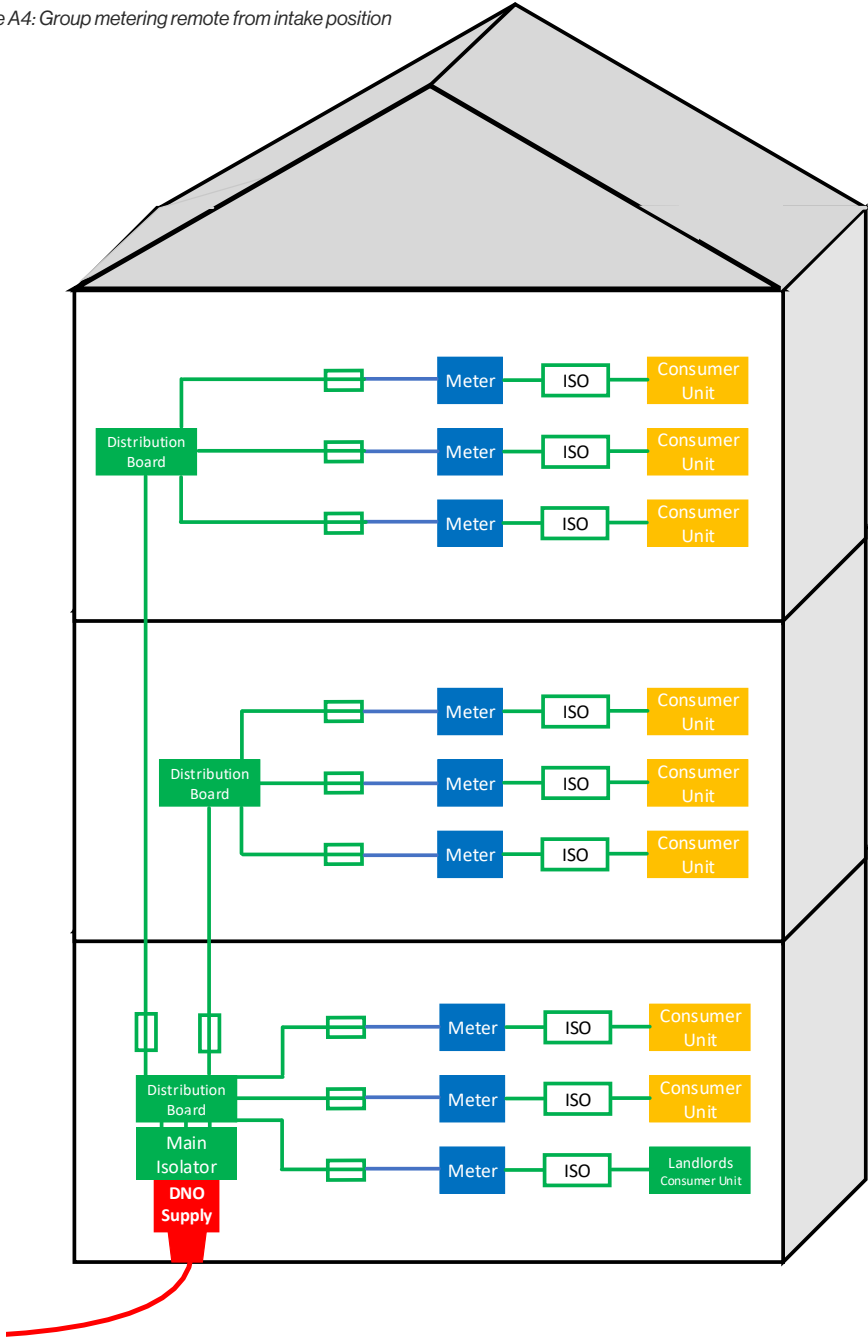 e A4: Group metering remote from intake position
Meter
ISO
Consumer
Unit
Distribution
Board
Meter
ISO
Consumer
Unit
Meter
ISO
Consumer
Unit
Meter
ISO
Consumer
Unit
Distribution
Board
Meter
ISO
Consumer
Unit
Meter
ISO
Consumer
Unit
Meter
ISO
Consumer
Unit
Distribution
Board
Meter
ISO
Consumer
Unit
Main
Isolator
Meter
ISO
Landlords
Consumer Unit
DNO
Supply